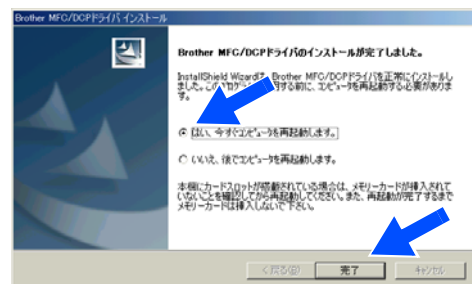 Brother MFC/DCPドライバ インストール
Brother MFC/DCPドライバのインストールが完了しました。
InstallShield Wizardは、Brother MFC/DCPドライバを正常にインストールし
ました。このプログラムを使用する前に、コンピュータを再起動する必要がありま
す。
はい、今すぐコンピュータを再起動します。
いいえ、後でコンピュータを再起動します。
本機にカードスロットが搭載されている場合は、メモリーカードが挿入されて
いないことを確認してから再起動してください。また、再起動が完了するまで
メモリーカードは挿入しないで下さい。
< 戻る(B)
完了
キャンセル